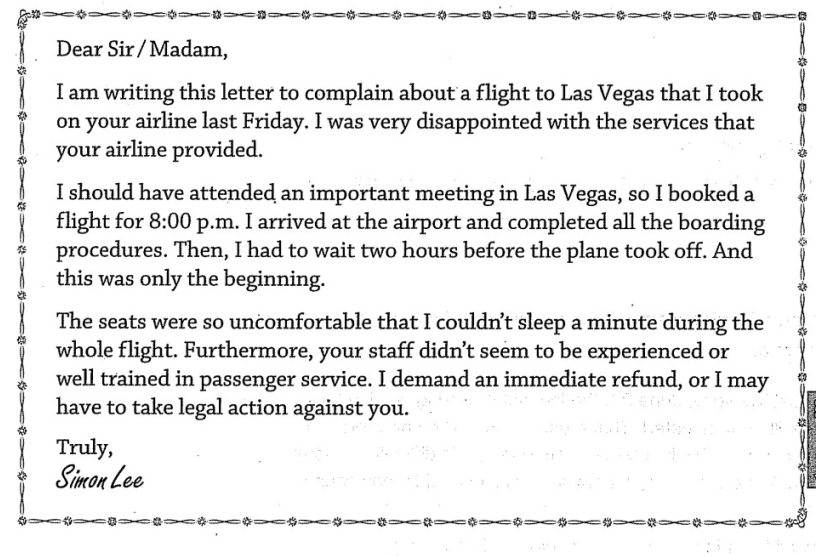 Dear Sir/Madam,
I am writing this letter to complain about a flight to Las Vegas that I took
on your airline last Friday. I was very disappointed with the services that
your airline provided.
I should have attended an important meeting in Las Vegas, so I booked a
flight for 8:00 p.m. I arrived at the airport and completed all the boarding
procedures. Then, I had to wait two hours before the plane took off. And
this was only the beginning.
The seats were so uncomfortable that I couldn't sleep a minute during the
whole flight. Furthermore, your staff didn't seem to be experienced or
well trained in passenger service. I demand an immediate refund, or I may
have to take legal action against you.
Truly,
Simon Lee